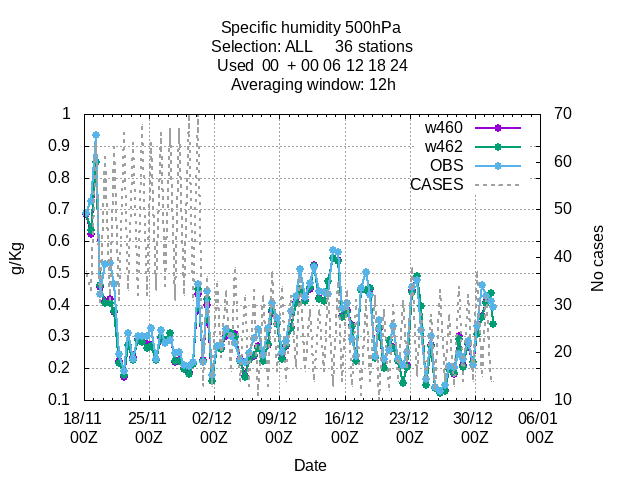 Specific humidity 500hPa
Selection: ALL     36 stations
Used  00  + 00 06 12 18 24
Averaging window: 12h
w460
w462
OBS
CASES
g/Kg
1
0.9
0.8
0.7
0.6
0.5
0.4
0.3
0.2
0.1
70
60
50
40
30
20
10
No cases
18/11 25/11 02/12 09/12 16/12 23/12 30/12 06/01
00Z 00Z 00Z 00Z 00Z 00Z 00Z 00Z
Date